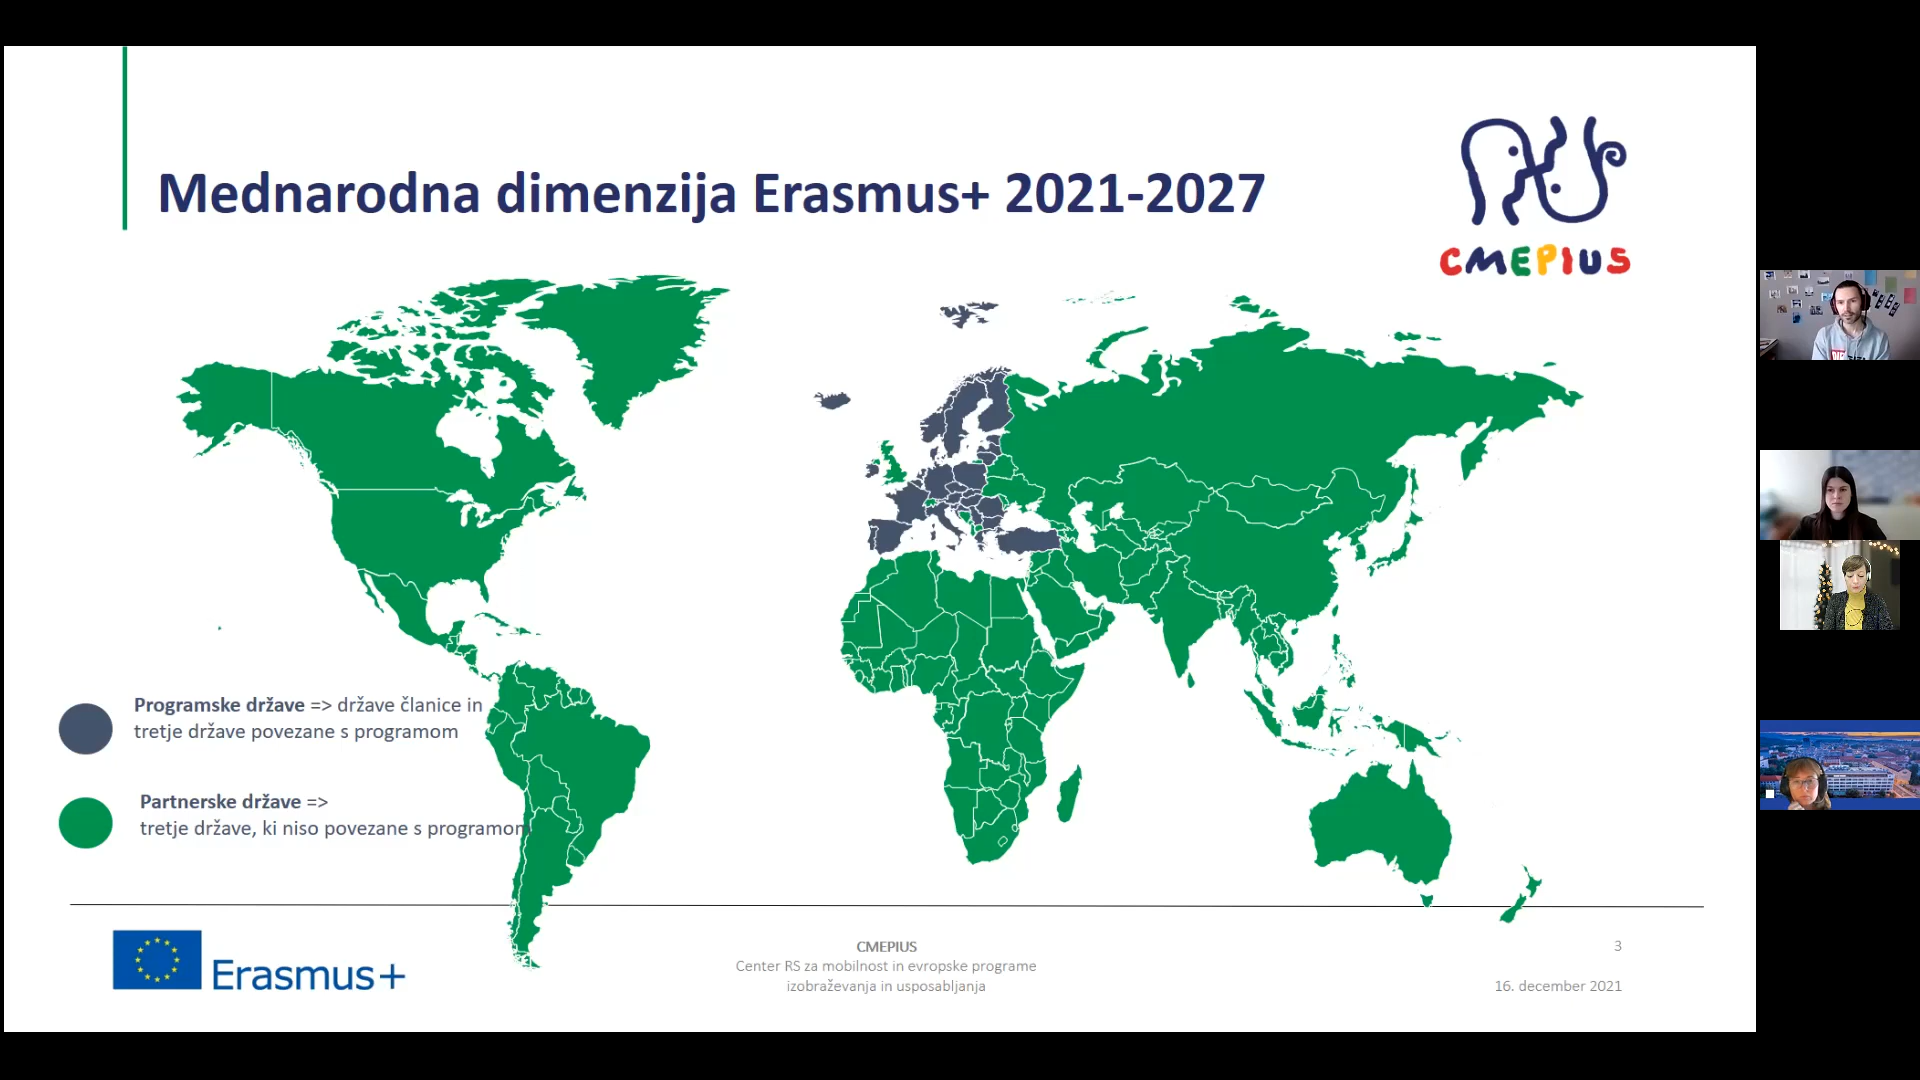 Mednarodna dimenzija Erasmus+ 2021-2027
CMEPIUS
Programske države => države članice in
tretje države povezane s programom
Partnerske države =>
tretje države, ki niso povezane s programom
Erasmus+
CMEPIUS
Center RS za mobilnost in evropske programe
izobraževanja in usposabljanja
3
16. december 2021